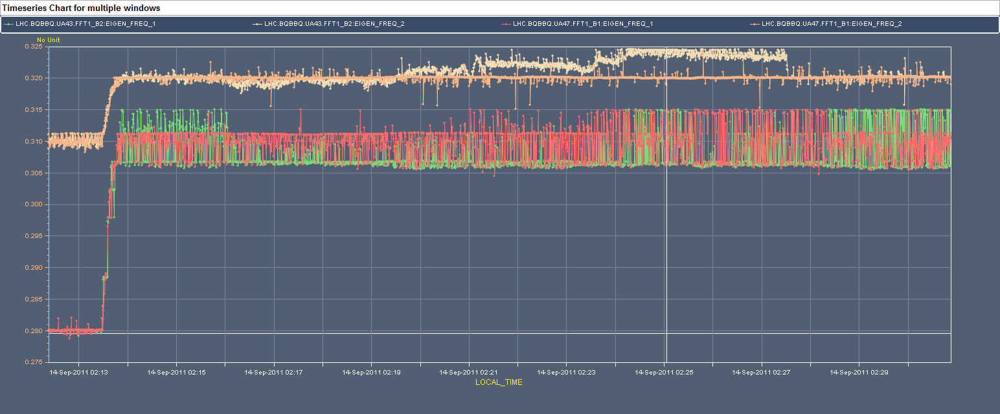 Timeseries Chart for multiple windows
LHC.BQBBQ.UA43.FFT1_B2:EIGEN_FREQ_1 LHC.BQBBQ.UA43.FFT1_B2:EIGEN_FREQ_2 LHC.BQBBQ.UA47.FFT1_B1:EIGEN_FREQ_1 LHC.BQBBQ.UA47.FFT1_B1:EIGEN_FREQ_2
No Unit
0.325
0.320
0.315
0.310
0.305
0.300
0.295
0.290
0.285
0.280
0.275
14-Sep-2011 02:13 14-Sep-2011 02:15 14-Sep-2011 02:17 14-Sep-2011 02:19 14-Sep-2011 02:21 14-Sep-2011 02:23 14-Sep-2011 02:25 14-Sep-2011 02:27 14-Sep-2011 02:29
LOCAL_TIME